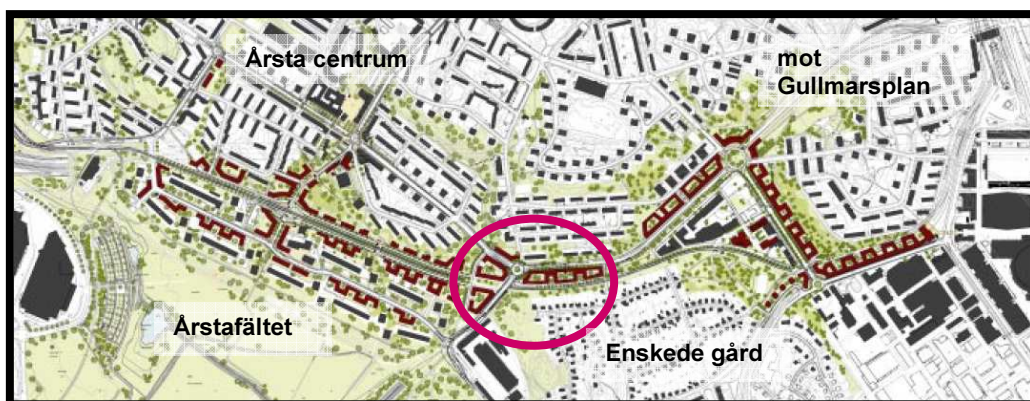 Årsta centrum
mot
Gullmarsplan
Årstafältet
Enskede gård